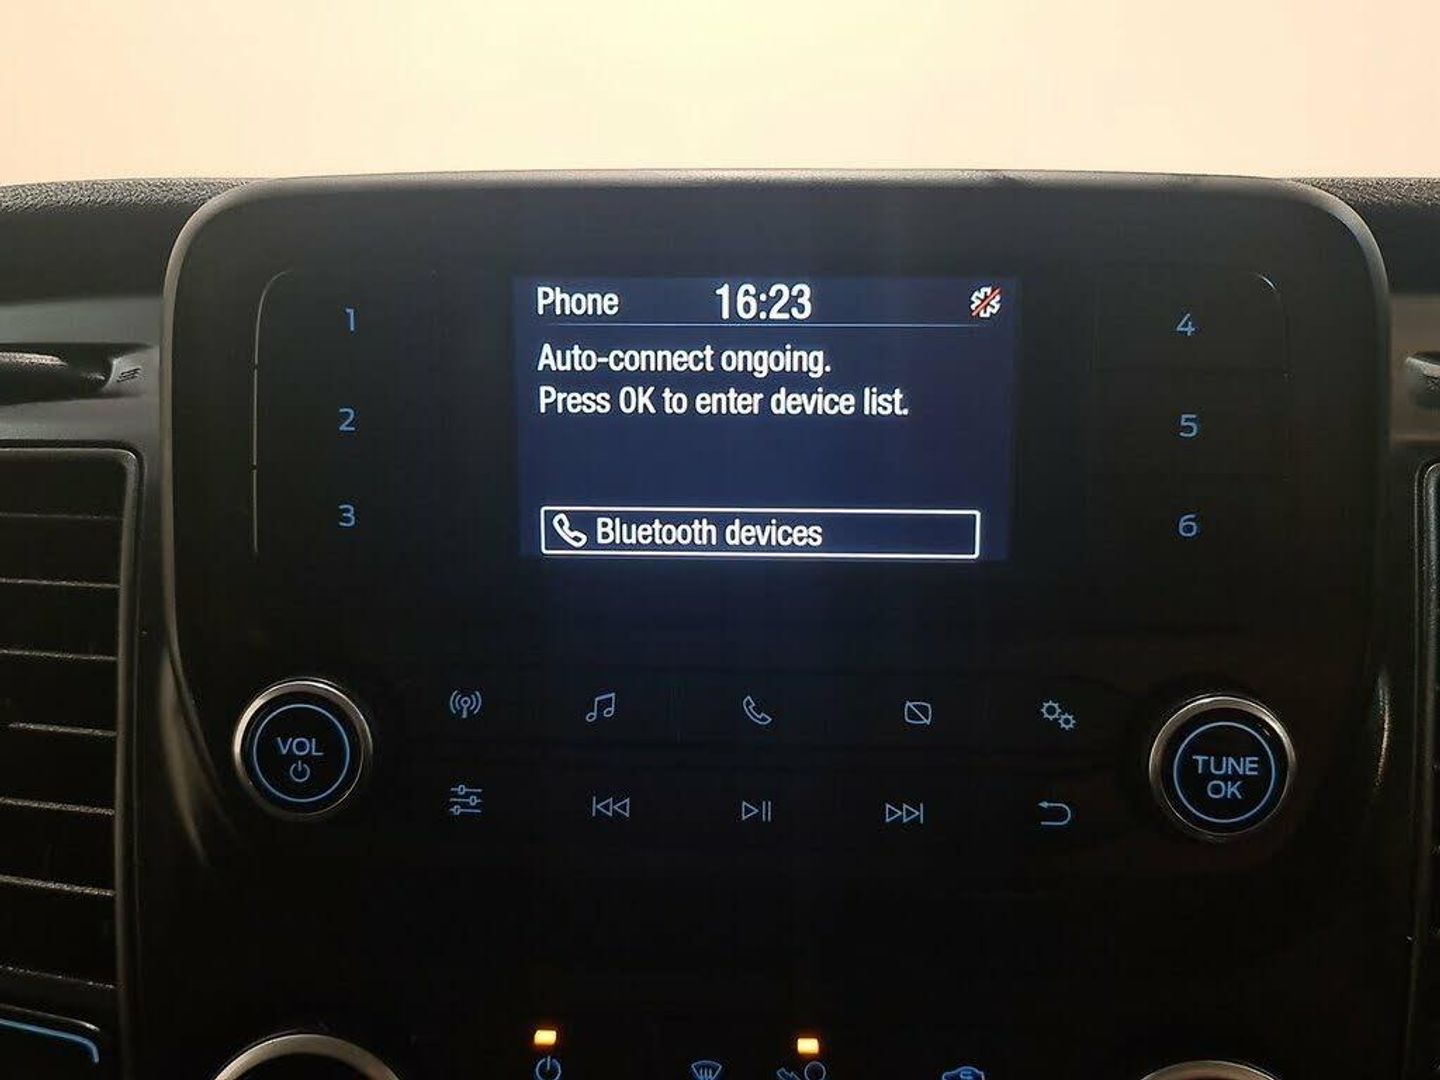 Phone 16:23
Auto-connect ongoing.
Press OK to enter device list.
Bluetooth devices
1
2
3
4
5
6
VOL
TUNE
OK